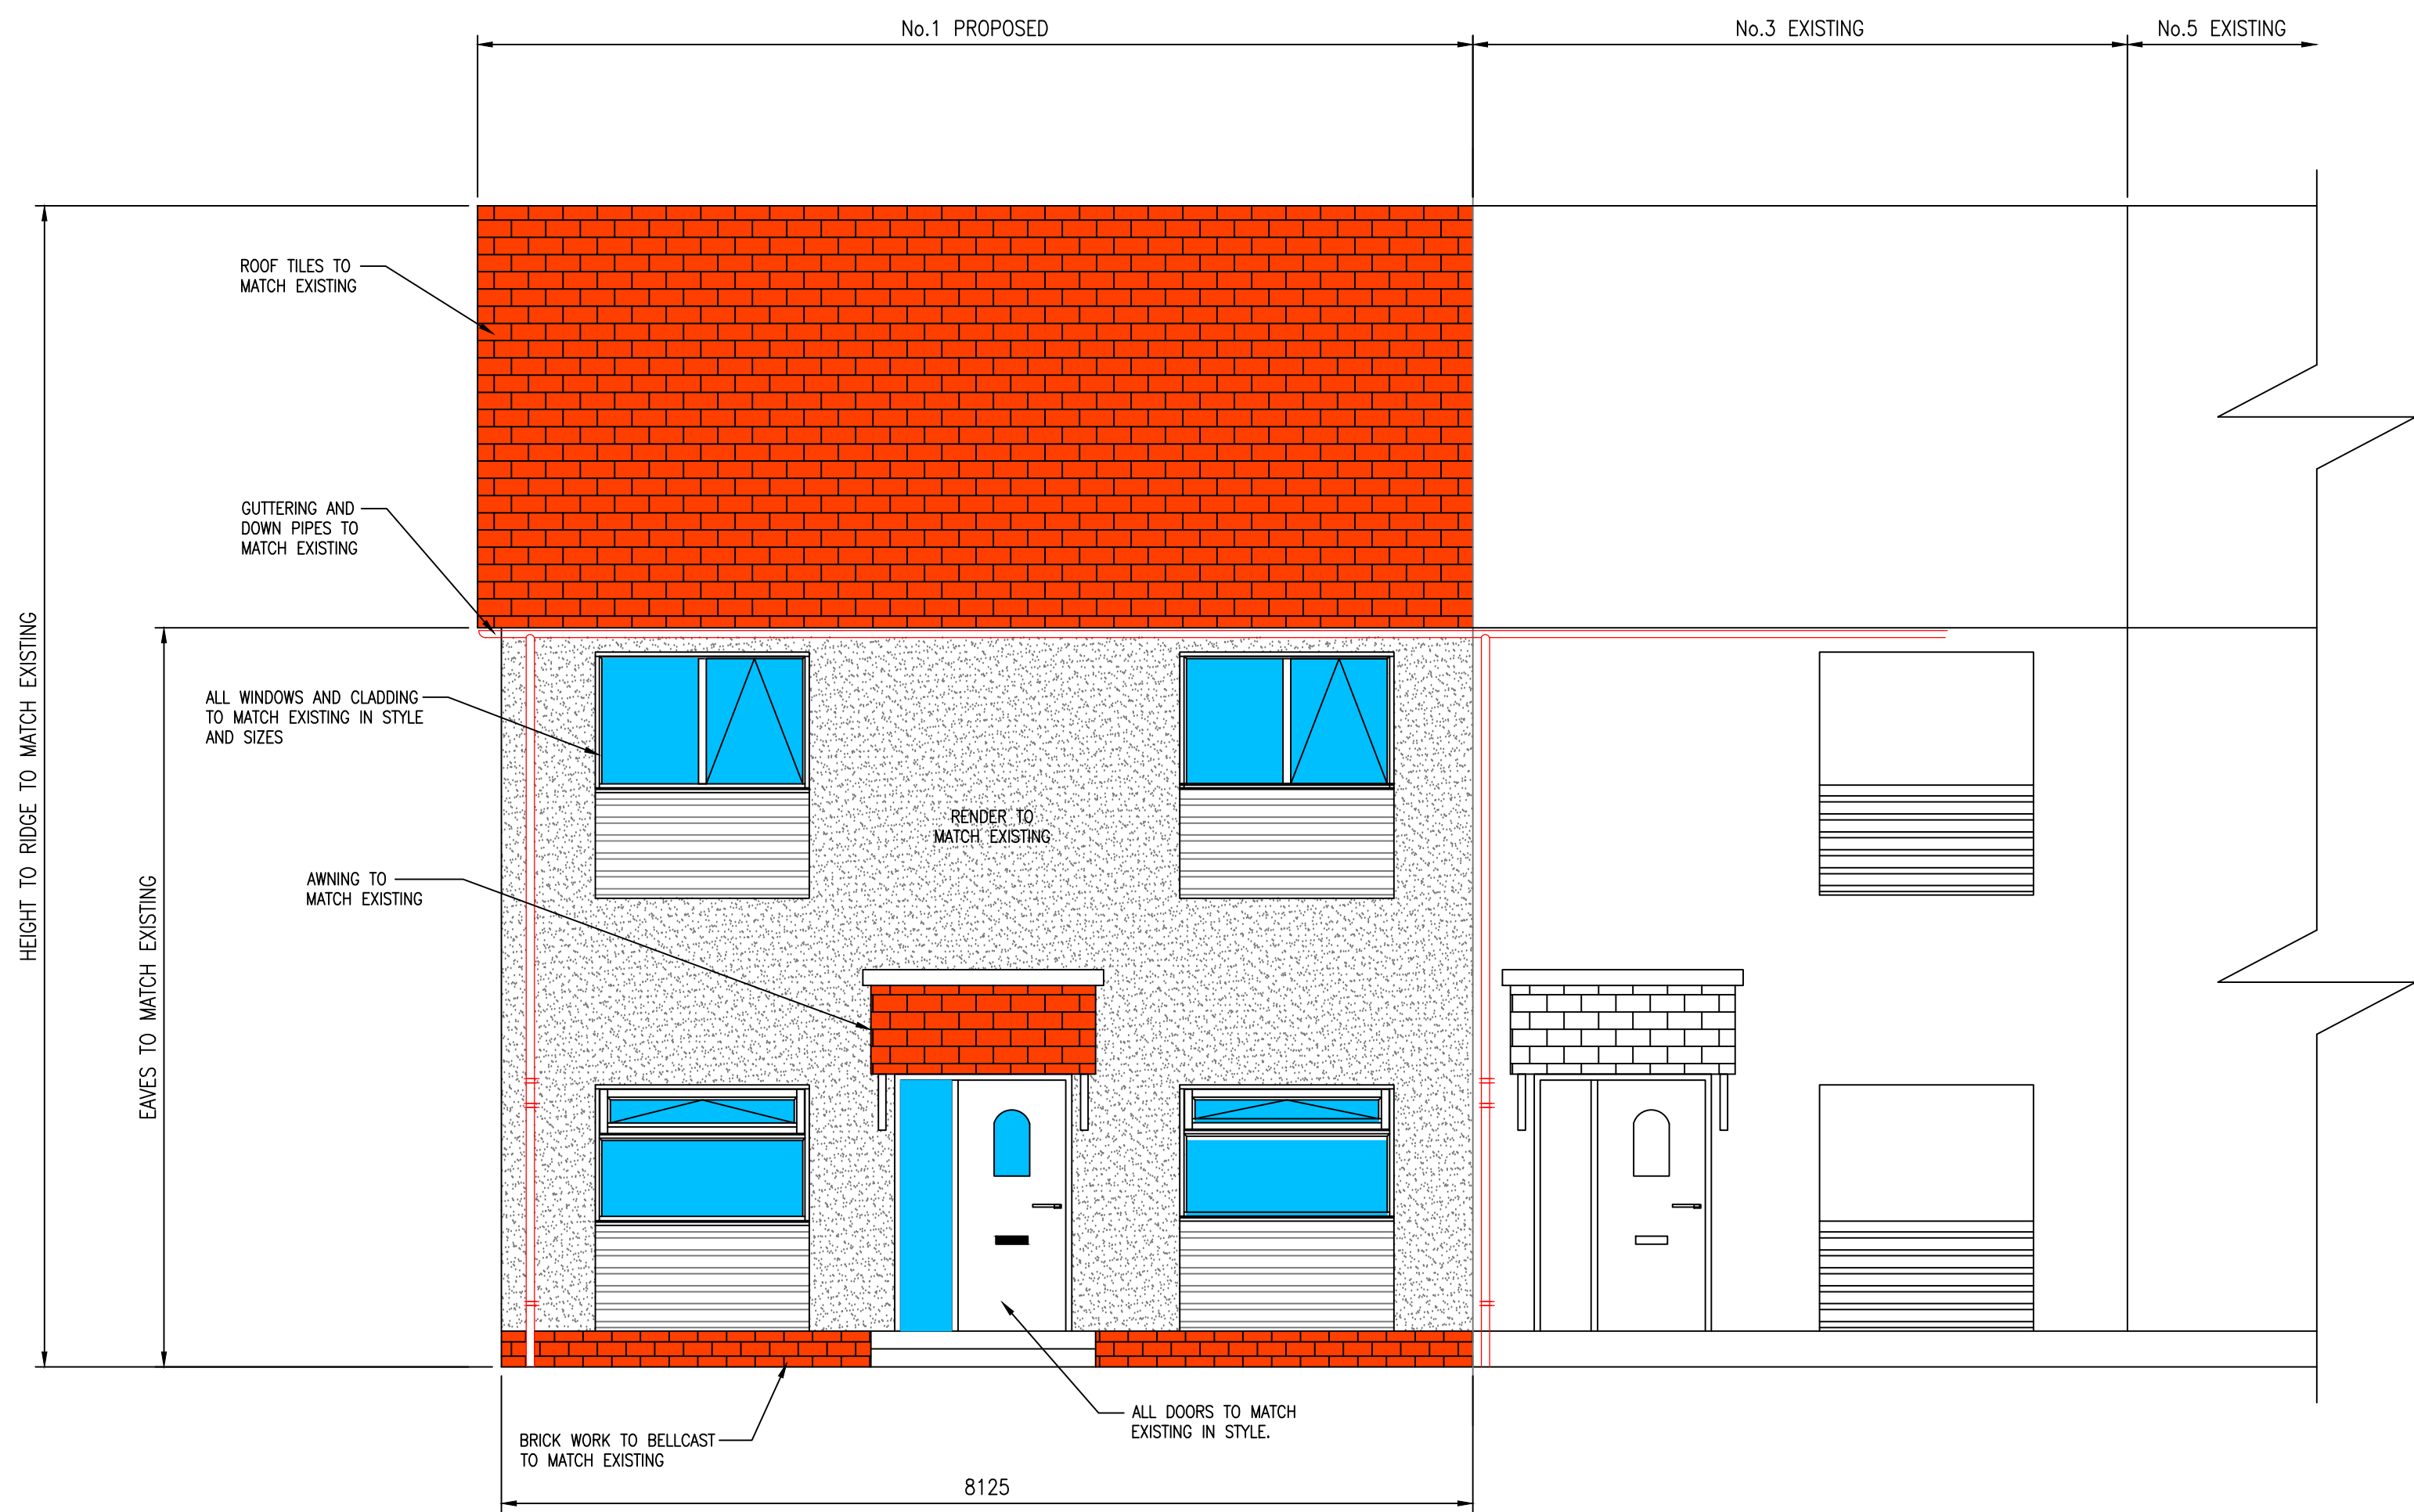 No.1 PROPOSED
No.3 EXISTING
No.5 EXISTING
ROOF TILES TO
MATCH EXISTING
GUTTERING AND
DOWN PIPES TO
MATCH EXISTING
HEIGHT TO RIDGE TO MATCH EXISTING
ALL WINDOWS AND CLADDING
TO MATCH EXISTING IN STYLE
AND SIZES
RENDER TO
MATCH EXISTING
EAVES TO MATCH EXISTING
AWNING TO
MATCH EXISTING
ALL DOORS TO MATCH
EXISTING IN STYLE.
BRICK WORK TO BELLCAST
TO MATCH EXISTING
8125